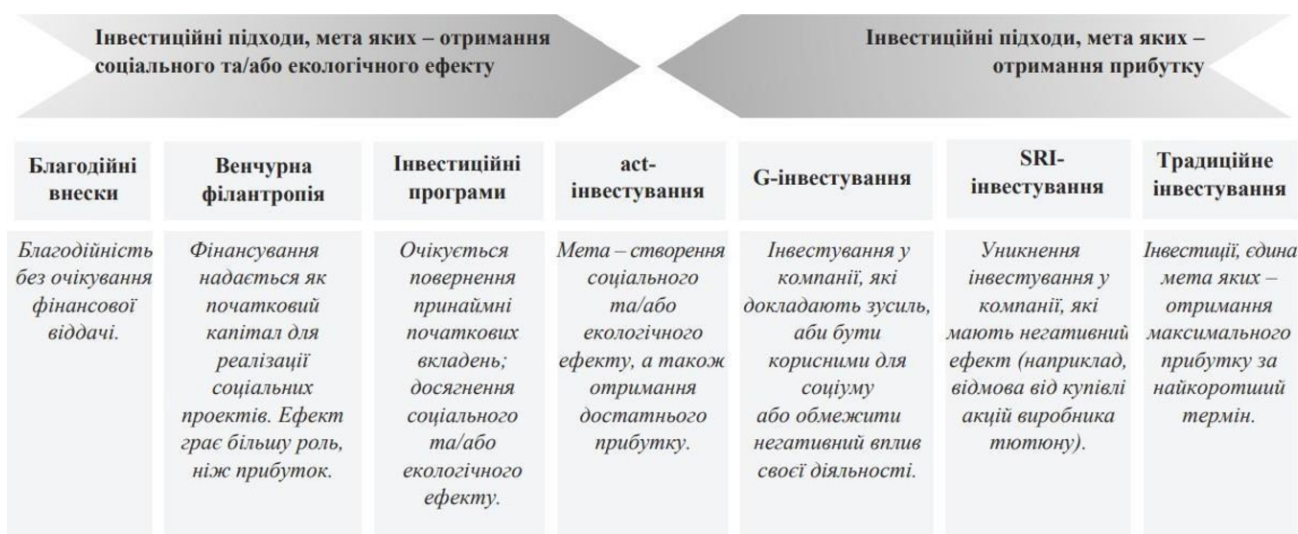 Інвестиційні підходи, мета яких – отримання
соціального та/або екологічного ефекту
Інвестиційні підходи, мета яких –
отримання прибутку
Благодійні
внески
Благодійність
без очікування
фінансової
віддачі.
Венчурна
філантропія
Фінансування
надається як
початковий
капітал для
реалізації
соціальних
проектів. Ефект
грає більшу роль,
ніж прибуток.
Інвестиційні
програми
Очікується
повернення
принаймні
початкових
вкладень;
досягнення
соціального
та/або
екологічного
ефекту.
act-
інвестування
Мета – створення
соціального
та/або
екологічного
ефекту, а також
отримання
достатнього
прибутку.
G-інвестування
Інвестування у
компанії, які
докладають зусиль,
аби бути
корисними для
соціуму
або обмежити
негативний вплив
своєї діяльності.
SRI-
інвестування
Уникнення
інвестування у
компанії, які
мають негативний
ефект (наприклад,
відмова від купівлі
акцій виробника
тютюну).
Традиційне
інвестування
Інвестиції, єдина
мета яких –
отримання
максимального
прибутку за
найкоротший
термін.